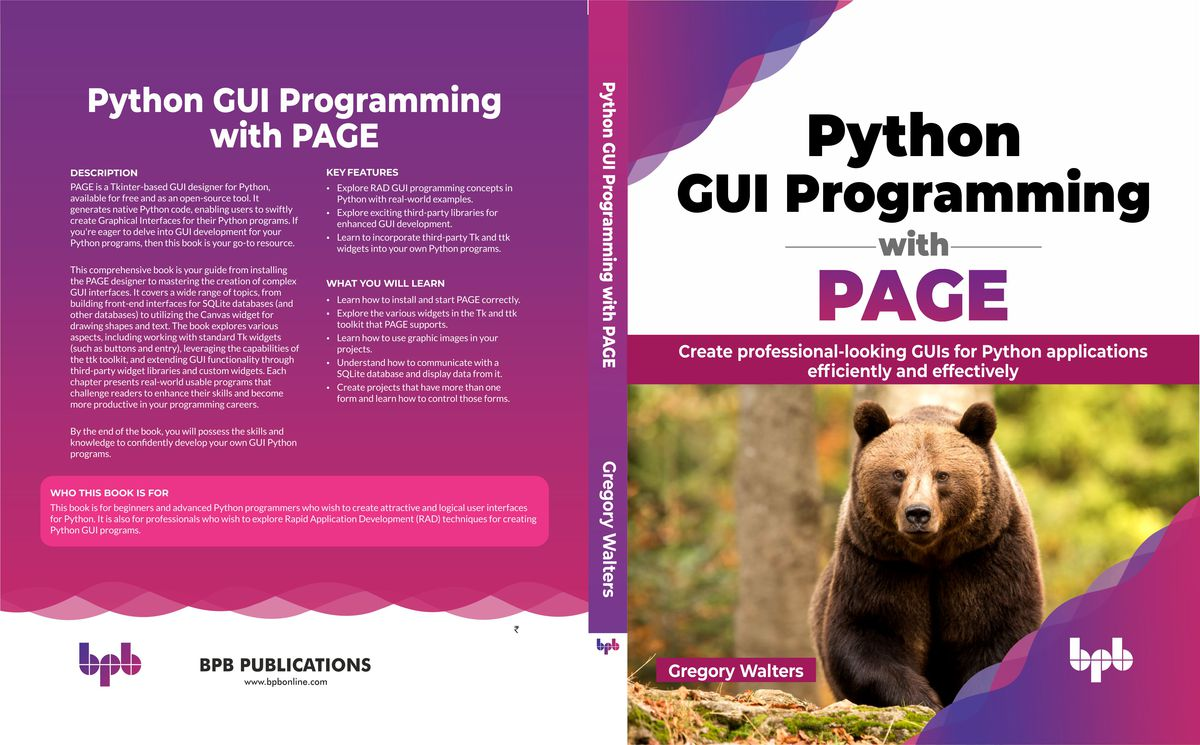 Python GUI Programming
with PAGE
DESCRIPTION
PAGE is a Tkinter-based GUI designer for Python,
available for free and as an open-source tool. It
generates native Python code, enabling users to swiftly
create Graphical Interfaces for their Python programs. If
you're eager to delve into GUI development for your
Python programs, then this book is your go-to resource.
This comprehensive book is your guide from installing
the PAGE designer to mastering the creation of complex
GUI interfaces. It covers a wide range of topics, from
building front-end interfaces for SQLite databases (and
other databases) to utilizing the Canvas widget for
drawing shapes and text. The book explores various
aspects, including working with standard Tk widgets
(such as buttons and entry), leveraging the capabilities of
the ttk toolkit, and extending GUI functionality through
third-party widget libraries and custom widgets. Each
chapter presents real-world usable programs that
challenge readers to enhance their skills and become
more productive in your programming careers.
By the end of the book, you will possess the skills and
knowledge to confidently develop your own GUI Python
programs.
KEY FEATURES
• Explore RAD GUI programming concepts in
Python with real-world examples.
• Explore exciting third-party libraries for
enhanced GUI development.
• Learn to incorporate third-party Tk and ttk
widgets into your own Python programs.
WHAT YOU WILL LEARN
• Learn how to install and start PAGE correctly.
• Explore the various widgets in the Tk and ttk
toolkit that PAGE supports.
• Learn how to use graphic images in your
projects.
• Understand how to communicate with a
SQLite database and display data from it.
• Create projects that have more than one
form and learn how to control those forms.
WHO THIS BOOK IS FOR
This book is for beginners and advanced Python programmers who wish to create attractive and logical user interfaces
for Python. It is also for professionals who wish to explore Rapid Application Development (RAD) techniques for creating
Python GUI programs.
₹
bpb
BPB PUBLICATIONS
www.bpbonline.com
Python GUI Programming with PAGE
Gregory Walters
bpb
Python
GUI Programming
with
PAGE
Create professional-looking GUIs for Python applications
efficiently and effectively
Gregory Walters
bpb